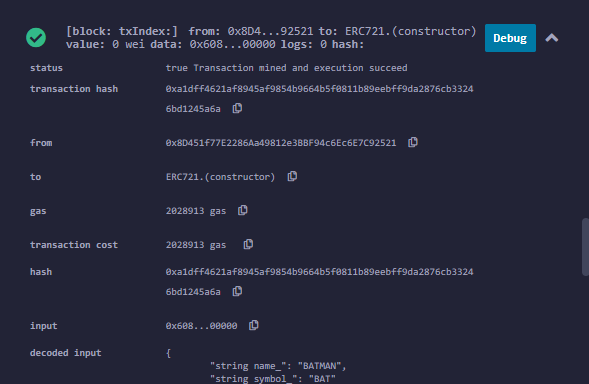 [block: txIndex:] from: 0x8D4...92521 to: ERC721.(constructor)
value: 0 wei data: 0x608...00000 logs: 0 hash:
Debug
status true Transaction mined and execution succeed
transaction hash 0xa1dff4621af8945af9854b9664b5f0811b89eebff9da2876cb3324
6bd1245a6a
from 0x8D451f77E2286Aa49812e3BBF94c6Ec6E7C92521
to ERC721.(constructor)
gas 2028913 gas
transaction cost 2028913 gas
hash 0xa1dff4621af8945af9854b9664b5f0811b89eebff9da2876cb3324
6bd1245a6a
input 0x608...00000
decoded input {
"string name_": "BATMAN",
"string symbol_": "BAT"